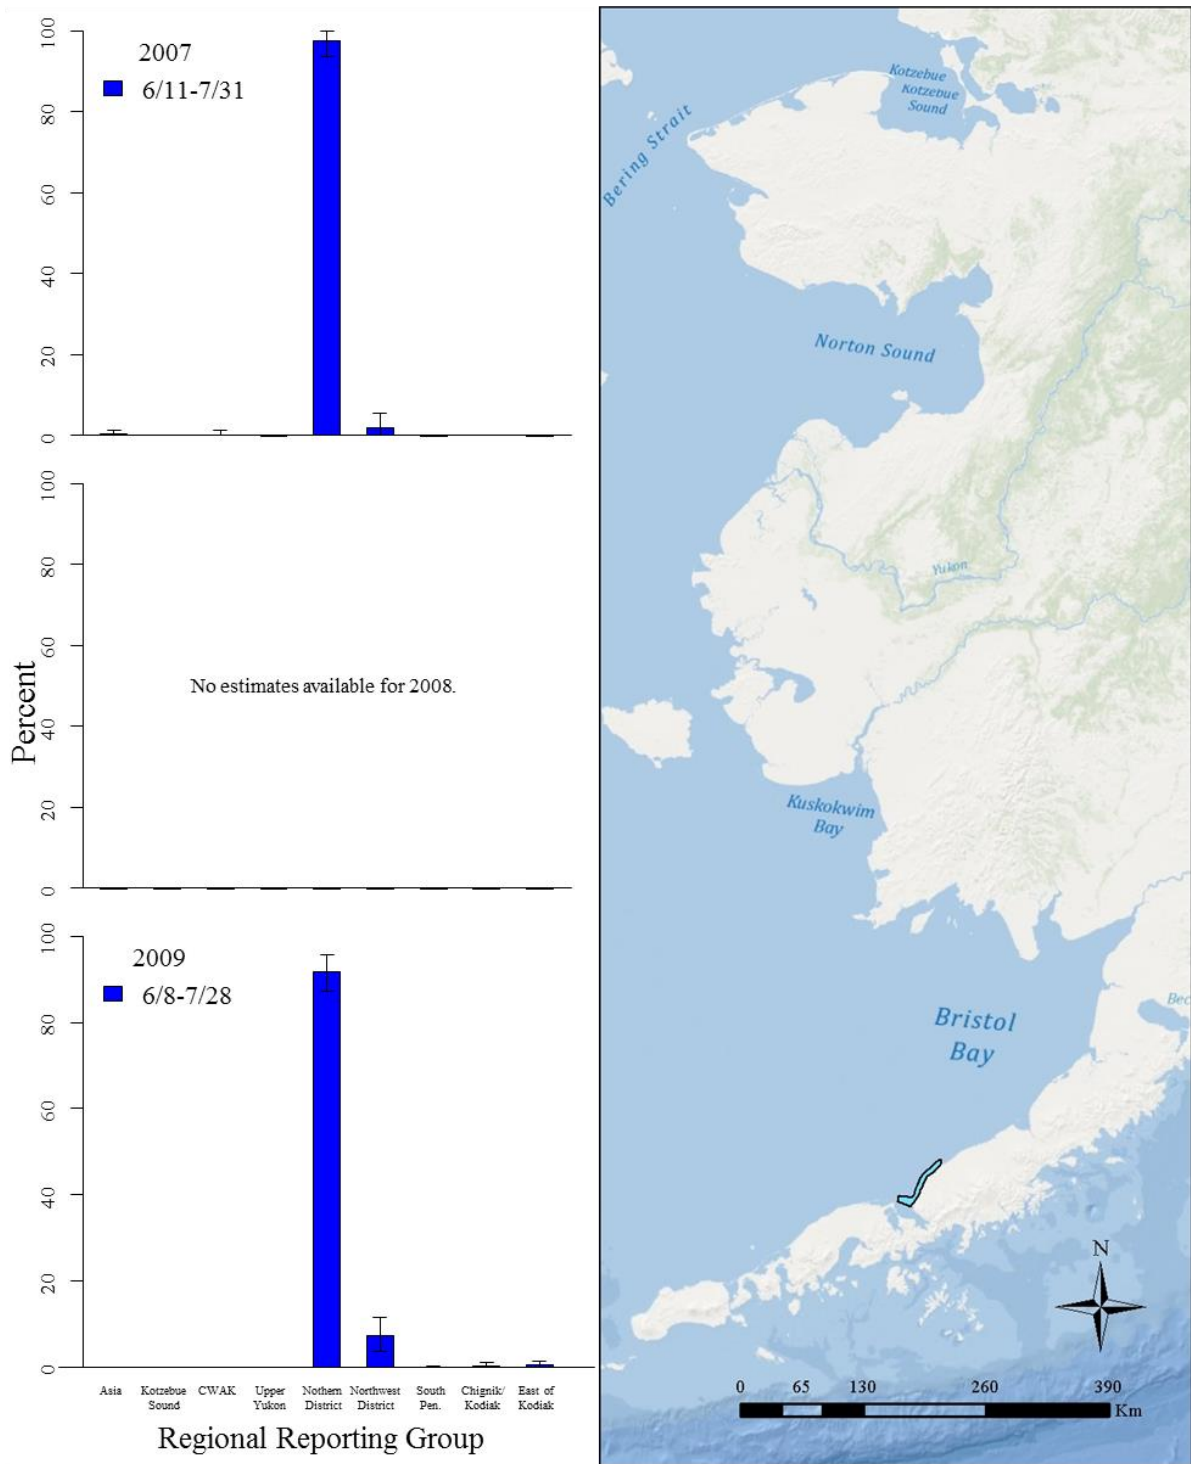 Percent
100
80
60
40
20
0
2007
6/11-7/31
100
80
60
40
20
0
No estimates available for 2008.
100
80
60
40
20
0
2009
6/8-7/28
Asia
Kotzebue
Sound
CWAK
Upper
Yukon
Nothern
District
Northwest
District
South
Pen.
Chignik/
Kodiak
East of
Kodiak
Regional Reporting Group
Kotzebue
Kotzebue
Sound
Bering Strait
Norton Sound
Yukon
Kuskokwim
Bay
Bristol
Bay
Bec
N
0 65 130 260 390
Km